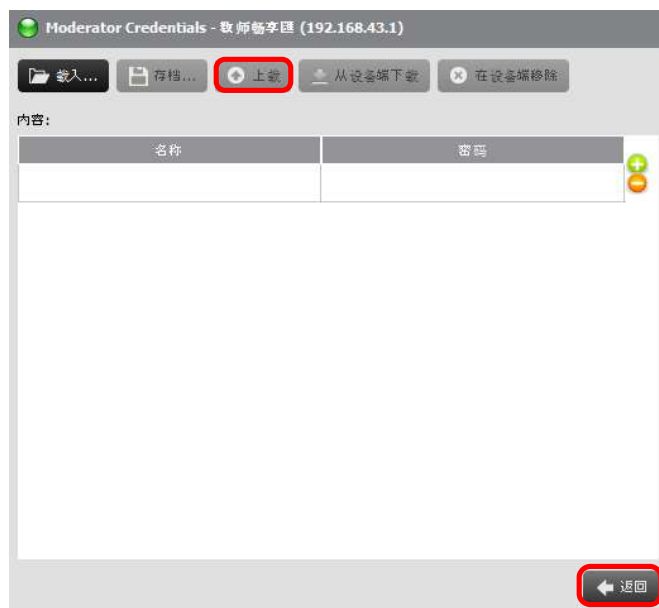 Moderator Credentials - 教师畅享匯 (192.168.43.1)
载入... 存档... 上载 从设备端下载 在设备端移除
内容:
名称 密码
返回